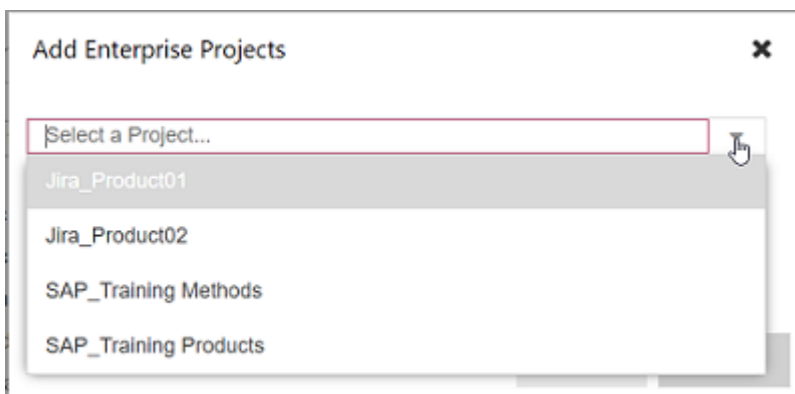 Add Enterprise Projects
Select a Project...
Jira_Product01
Jira_Product02
SAP_Training Methods
SAP_Training Products